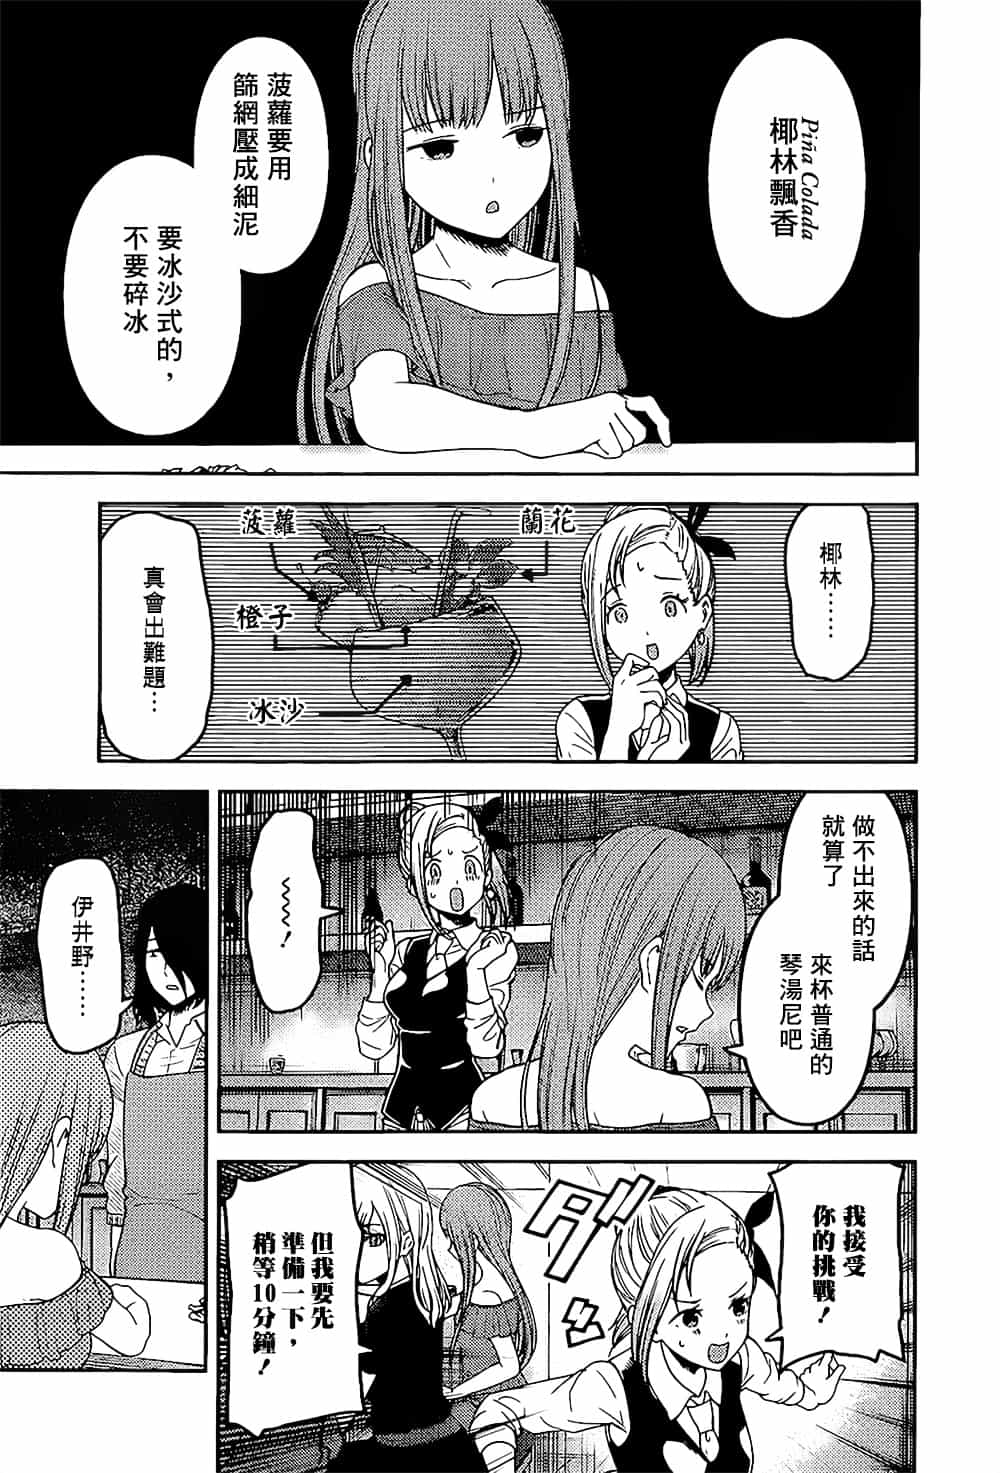 Piña Colada
椰林飄香
菠蘿要用
篩網壓成細泥
要冰沙式的，
不要碎冰
椰林……
蘭花
菠蘿
橙子
冰沙
真會出難題…
做不出來的話
就算了
來杯普通的
琴湯尼吧
～～～！
伊井野……
我接受
你的挑戰！
ダダ
但我要先
準備一下，
稍等10分鐘！